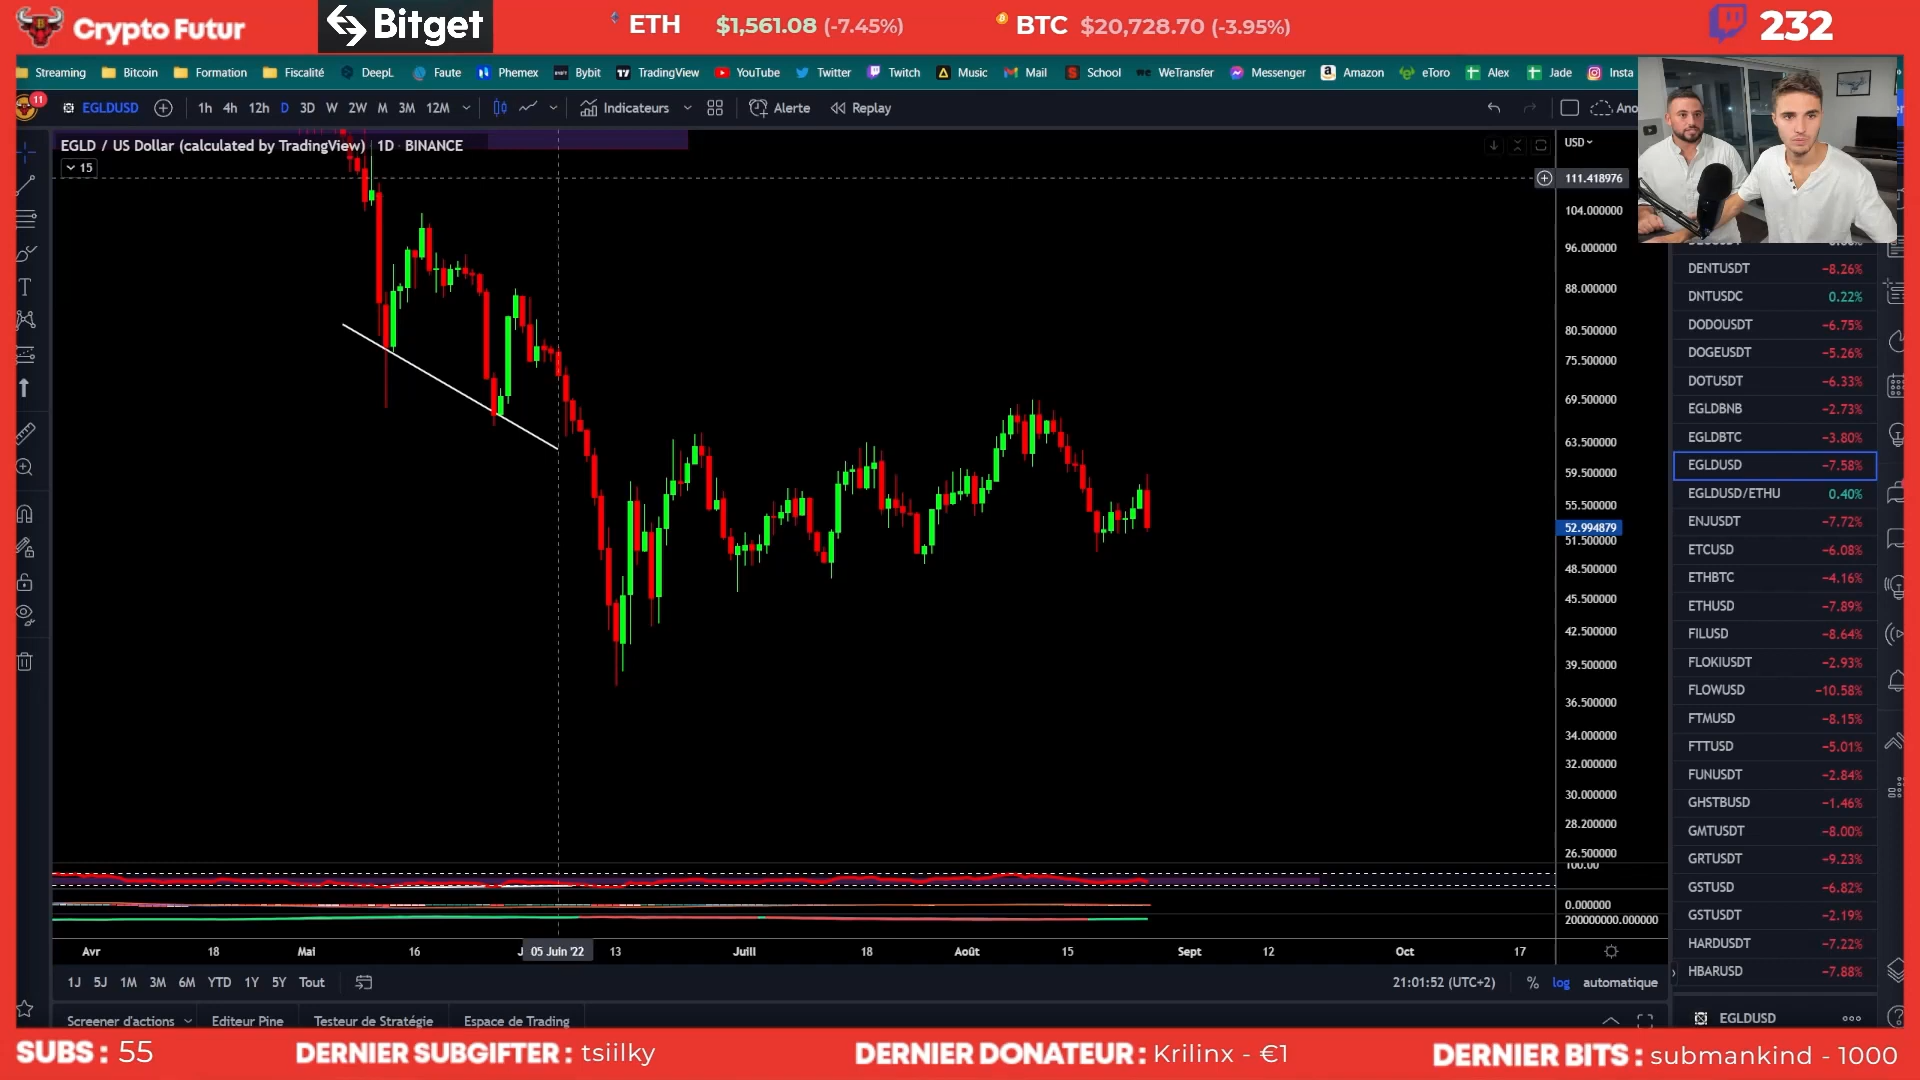 Crypto Futur
Bitget
ETH $1,561.08 (-7.45%)
BTC $20,728.70 (-3.95%)
232
Streaming Bitcoin Formation Fiscalité DeepL Faute Phemex Bybit TradingView YouTube Twitter Twitch Music Mail School WeTransfer Messenger Amazon eToro Alex Jade Insta
11 EGLDUSD 1h 4h 12h D 3D W 2W M 3M 12M Indicateurs Alerte Replay Ano
EGLD / US Dollar (calculated by TradingView) 1D BINANCE
15
USD
111.418976
104.000000
96.000000
88.000000
80.500000
75.500000
69.500000
63.500000
59.500000
55.500000
52.994879
51.500000
48.500000
45.500000
42.500000
39.500000
36.500000
34.000000
32.000000
30.000000
28.200000
26.500000
100.00
0.000000
200000000.000000
DENTUSDT −8.26%
DNTUSDC 0.22%
DODOUSDT −6.75%
DOGEUSDT −5.26%
DOTUSDT −6.33%
EGLDBNB −2.73%
EGLDBTC −3.80%
EGLDUSD −7.58%
EGLDUSD/ETHU 0.40%
ENJUSDT −7.72%
ETCUSD −6.08%
ETHBTC −4.16%
ETHUSD −7.89%
FILUSD −8.64%
FLOKIUSDT −2.93%
FLOWUSD −10.58%
FTMUSD −8.15%
FTTUSD −5.01%
FUNUSDT −2.84%
GHSTBUSD −1.46%
GMTUSDT −8.00%
GRTUSDT −9.23%
GSTUSD −6.82%
GSTUSDT −2.19%
HARDUSDT −7.22%
HBARUSD −7.88%
Avr 18 Mai 16 J 05 Juin '22 13 Juill 18 Août 15 Sept 12 Oct 17
1J 5J 1M 3M 6M YTD 1Y 5Y Tout
21:01:52 (UTC+2) % log automatique
Screener d'actions Editeur Pine Testeur de Stratégie Espace de Trading
EGLDUSD
SUBS : 55
DERNIER SUBGIFTER : tsiilky
DERNIER DONATEUR : Krilinx - €1
DERNIER BITS : submankind - 1000